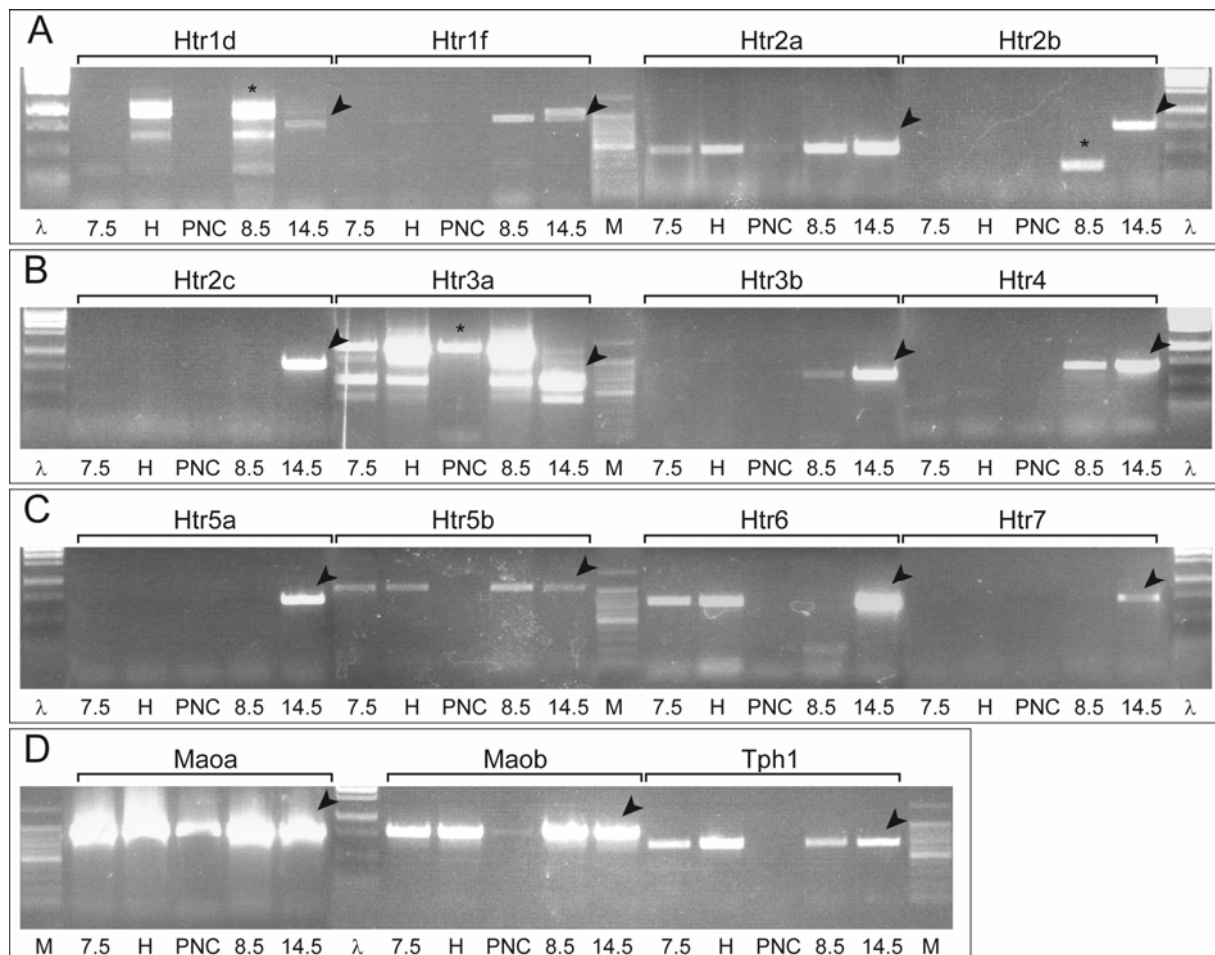 A
Htr1d Htr1f Htr2a Htr2b
* *
λ 7.5 H PNC 8.5 14.5 7.5 H PNC 8.5 14.5 M 7.5 H PNC 8.5 14.5 7.5 H PNC 8.5 14.5 λ
B
Htr2c Htr3a Htr3b Htr4
*
λ 7.5 H PNC 8.5 14.5 7.5 H PNC 8.5 14.5 M 7.5 H PNC 8.5 14.5 7.5 H PNC 8.5 14.5 λ
C
Htr5a Htr5b Htr6 Htr7
λ 7.5 H PNC 8.5 14.5 7.5 H PNC 8.5 14.5 M 7.5 H PNC 8.5 14.5 7.5 H PNC 8.5 14.5 λ
D
Maoa Maob Tph1
M 7.5 H PNC 8.5 14.5 λ 7.5 H PNC 8.5 14.5 7.5 H PNC 8.5 14.5 M